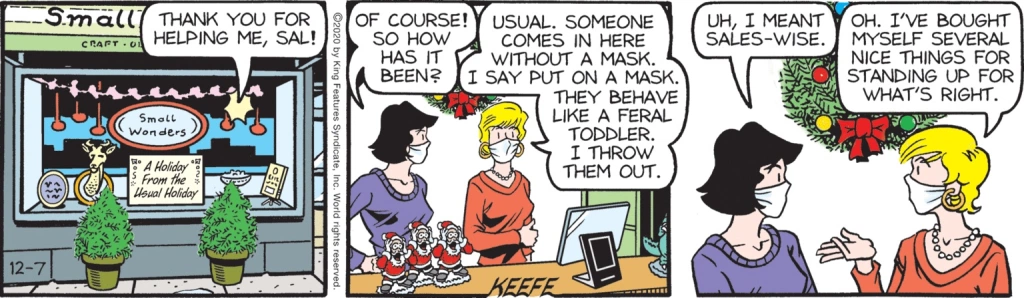 Small
CRAFT · GI
THANK YOU FOR
HELPING ME, SAL!
Small
Wonders
A Holiday
From the
Usual Holiday
12-7
©2020 by King Features Syndicate, Inc. World rights reserved.
OF COURSE!
SO HOW
HAS IT
BEEN?
USUAL. SOMEONE
COMES IN HERE
WITHOUT A MASK.
I SAY PUT ON A MASK.
THEY BEHAVE
LIKE A FERAL
TODDLER.
I THROW
THEM OUT.
KEEFE
UH, I MEANT
SALES-WISE.
OH. I'VE BOUGHT
MYSELF SEVERAL
NICE THINGS FOR
STANDING UP FOR
WHAT'S RIGHT.